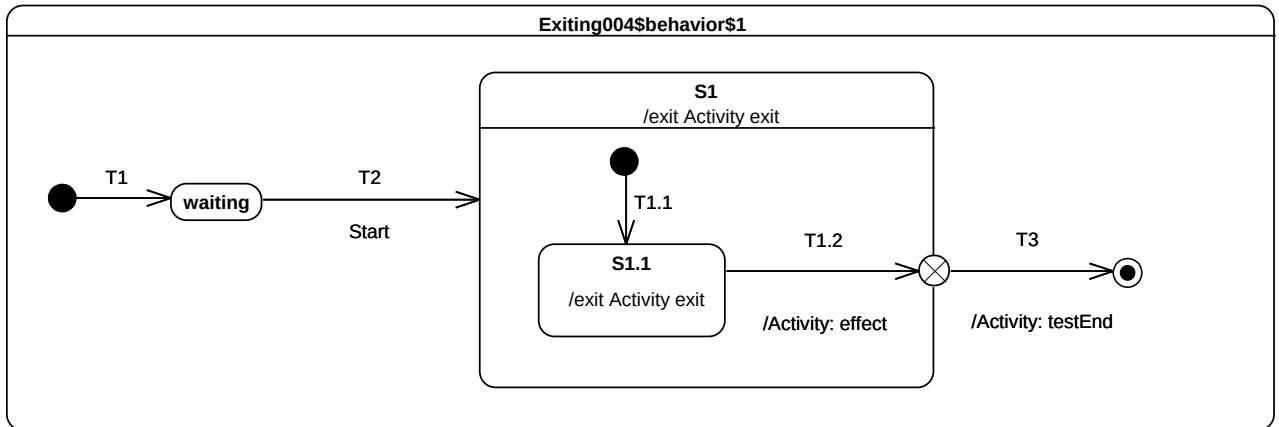 Exiting004$behavior$1
S1
/exit Activity exit
T1
T2
waiting
Start
T1.1
S1.1
/exit Activity exit
T1.2
/Activity: effect
T3
/Activity: testEnd